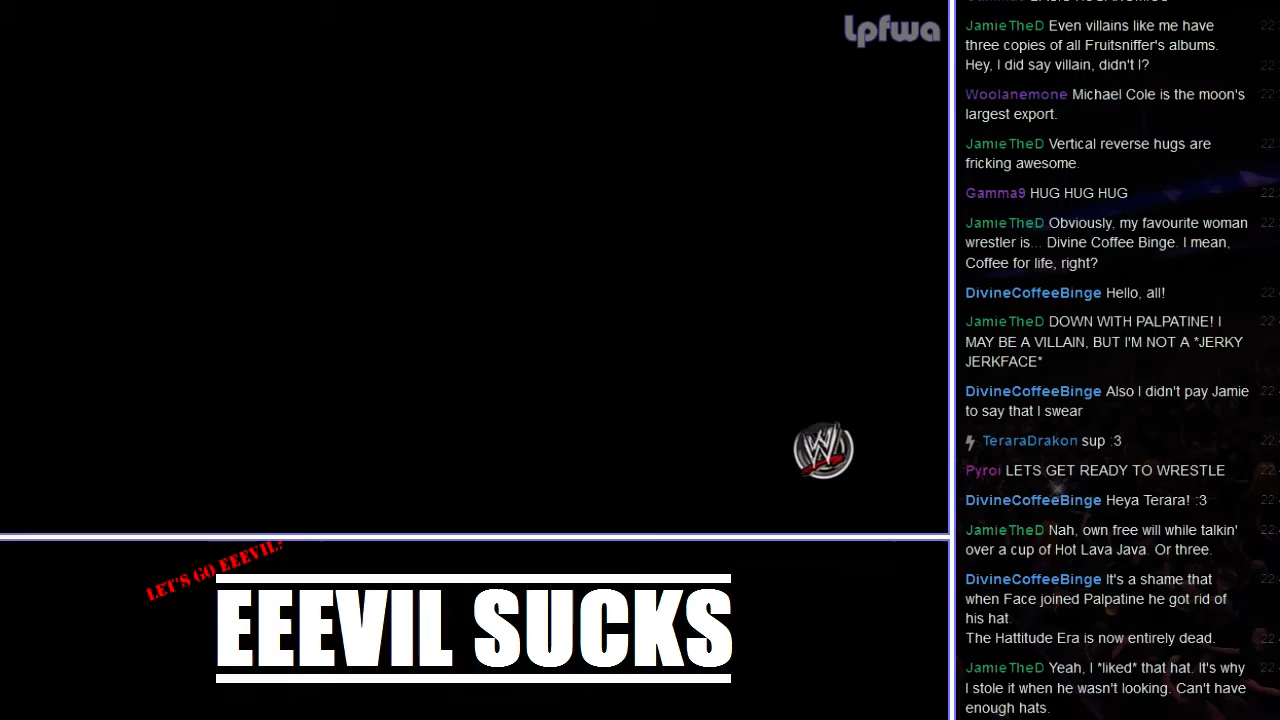 lpfwa
W
LET'S GO EEEVIL!
EEEVIL SUCKS
JamieTheD Even villains like me have
three copies of all Fruitsniffer's albums.
Hey, I did say villain, didn't I?
Woolanemone Michael Cole is the moon's
largest export.
JamieTheD Vertical reverse hugs are
fricking awesome.
Gamma9 HUG HUG HUG
JamieTheD Obviously, my favourite woman
wrestler is... Divine Coffee Binge. I mean,
Coffee for life, right?
DivineCoffeeBinge Hello, all!
JamieTheD DOWN WITH PALPATINE! I
MAY BE A VILLAIN, BUT I'M NOT A *JERKY
JERKFACE*
DivineCoffeeBinge Also I didn't pay Jamie
to say that I swear
TeraraDrakon sup :3
Pyroi LETS GET READY TO WRESTLE
DivineCoffeeBinge Heya Terara! :3
JamieTheD Nah, own free will while talkin'
over a cup of Hot Lava Java. Or three.
DivineCoffeeBinge It's a shame that
when Face joined Palpatine he got rid of
his hat.
The Hattitude Era is now entirely dead.
JamieTheD Yeah, I *liked* that hat. It's why
I stole it when he wasn't looking. Can't have
enough hats.